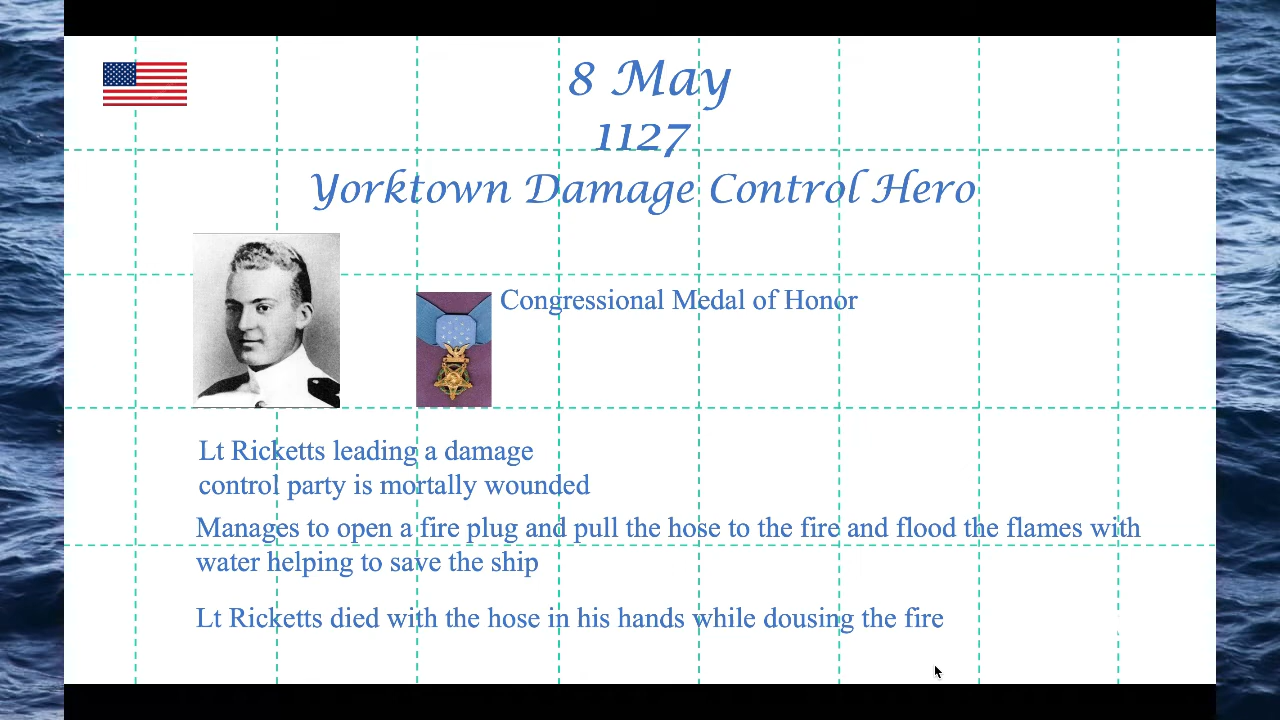 8 May
1127
Yorktown Damage Control Hero
Congressional Medal of Honor
Lt Ricketts leading a damage
control party is mortally wounded
Manages to open a fire plug and pull the hose to the fire and flood the flames with
water helping to save the ship
Lt Ricketts died with the hose in his hands while dousing the fire